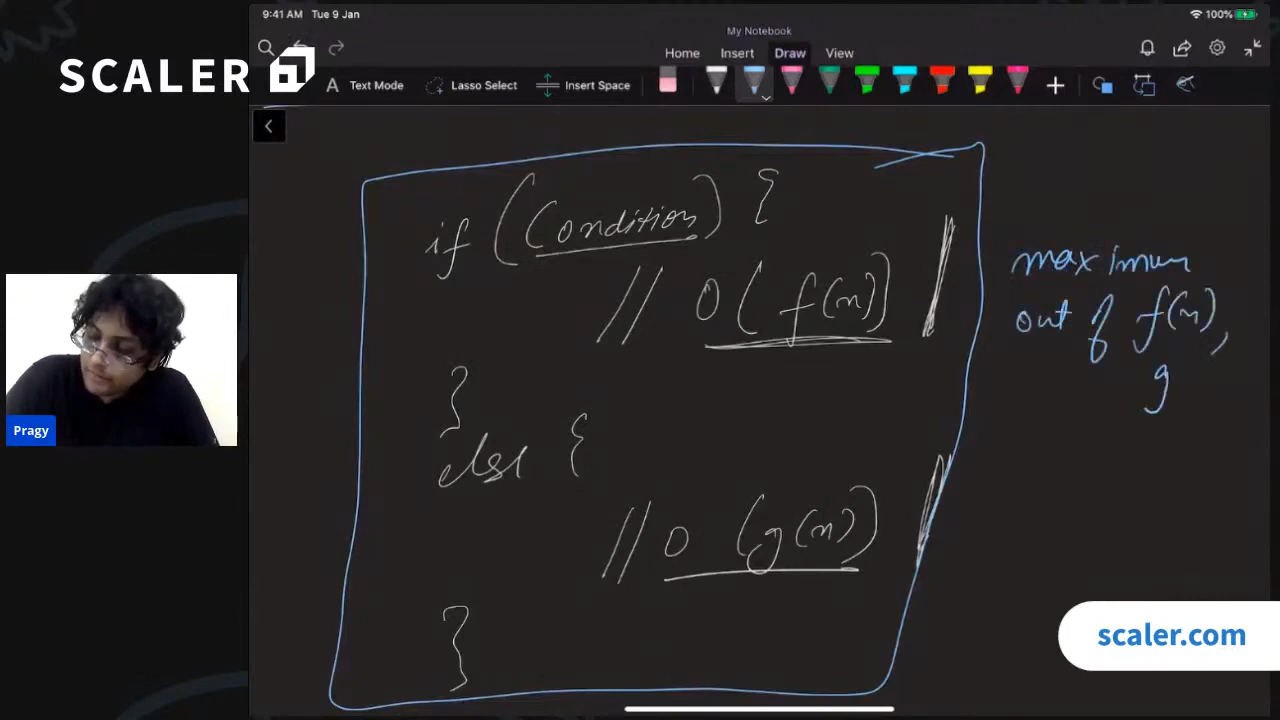 9:41 AM Tue 9 Jan
100%
My Notebook
SCALER
Home Insert Draw View
A Text Mode Lasso Select Insert Space
if (Condition) {
// O(f(n))
}
else {
// O (g(n))
}
maximum
out of f(n),
g
Pragy
scaler.com